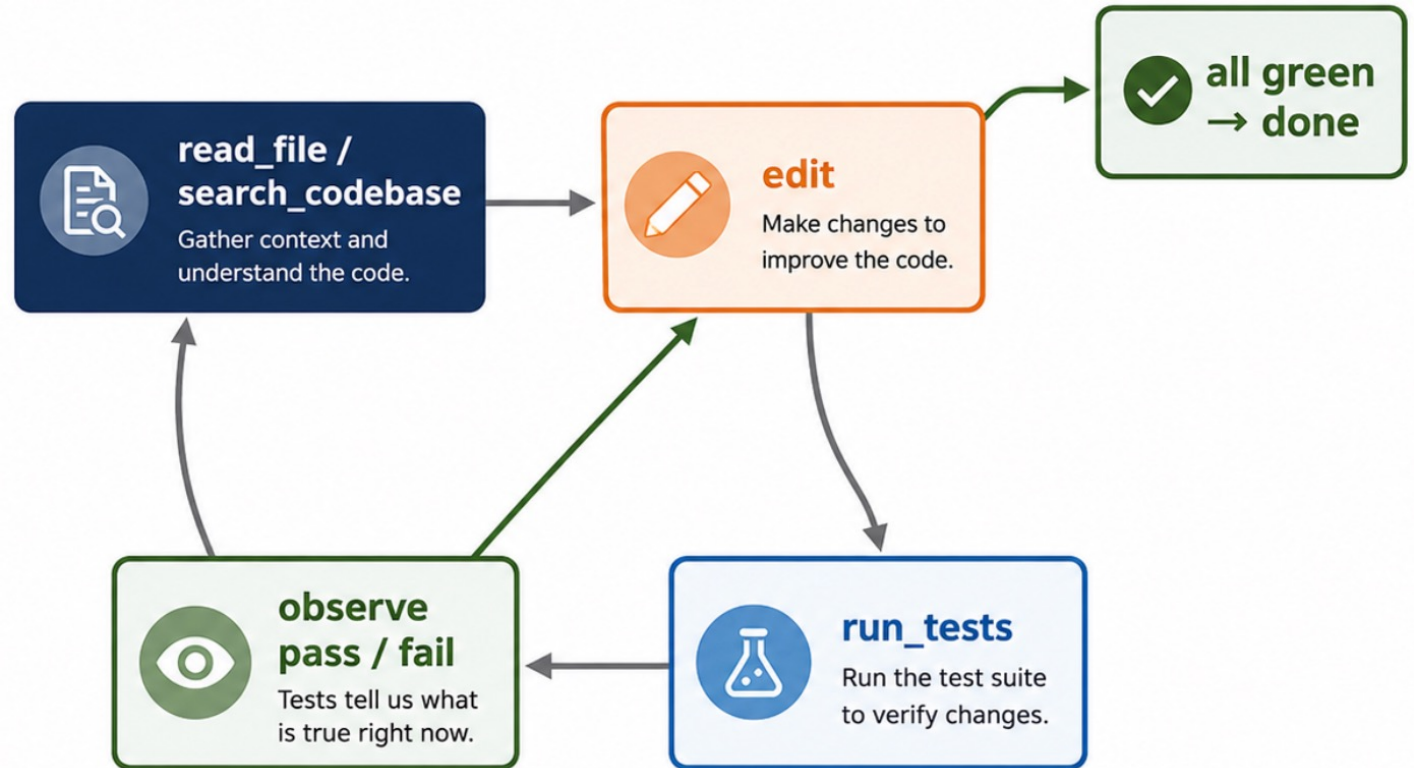 all green
→ done
read_file /
search_codebase
Gather context and
understand the code.
edit
Make changes to
improve the code.
observe
pass / fail
Tests tell us what
is true right now.
run_tests
Run the test suite
to verify changes.